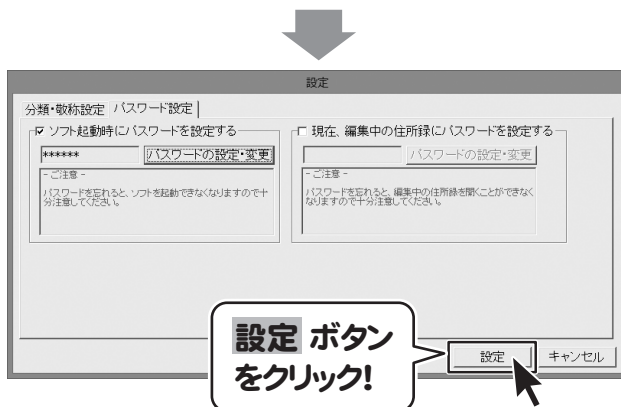 設定
分類・敬称設定 パスワード設定
ソフト起動時にパスワードを設定する
****** パスワードの設定・変更
- ご注意 -
パスワードを忘れると、ソフトを起動できなくなりますので十
分注意してください。
現在、編集中の住所録にパスワードを設定する
パスワードの設定・変更
- ご注意 -
パスワードを忘れると、編集中の住所録を開くことができなく
なりますので十分注意してください。
設定 ボタン
をクリック!
設定 キャンセル